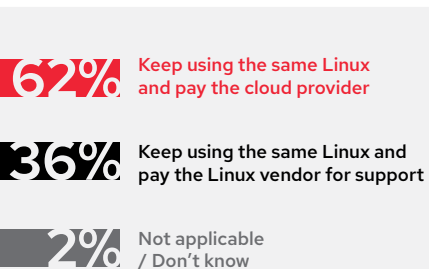 62%
Keep using the same Linux
and pay the cloud provider
36%
Keep using the same Linux and
pay the Linux vendor for support
2%
Not applicable
/ Don't know